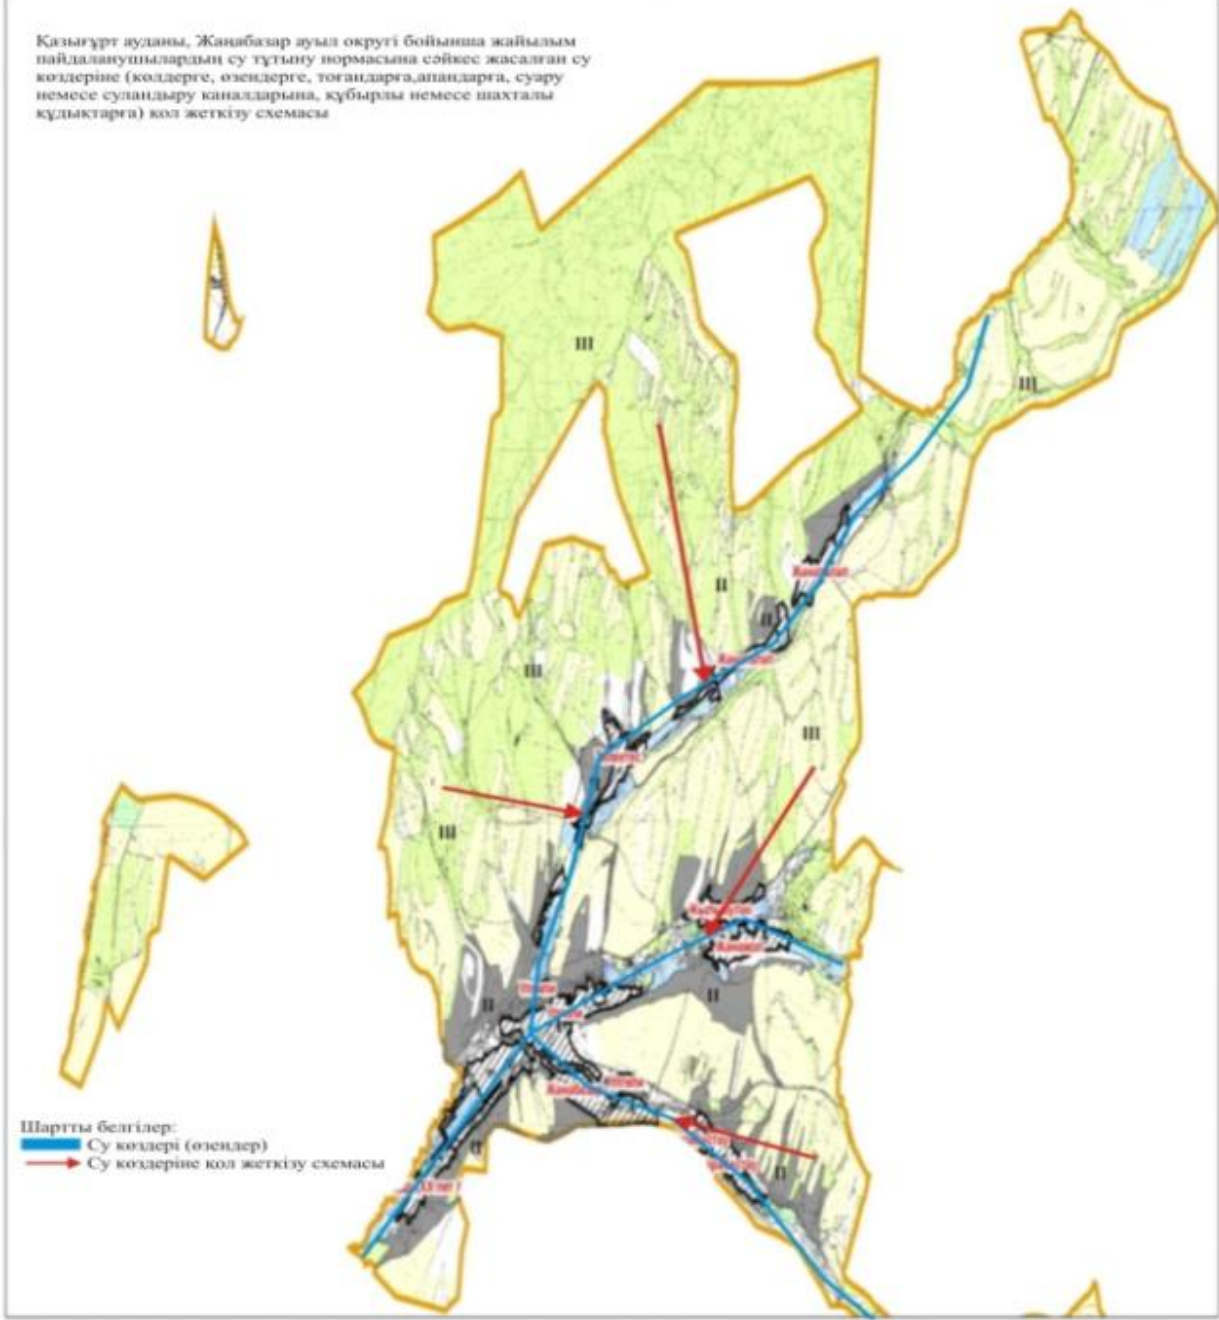 Қазығұрт ауданы, Жаңабазар ауыл округі бойынша жайылым
пайдаланушылардың су тұтыну нормасына сәйкес жасалған су
көздеріне (көлдерге, өзендерге, тоғандарға,апандарға, суару
немесе суландыру каналдарына, құбырлы немесе шахталы
құдықтарға) қол жеткізу схемасы
III
III
II
II
III
III
III
II
II
II
II
Шартты белгілер:
Су көздері (өзендер)
Су көздеріне қол жеткізу схемасы